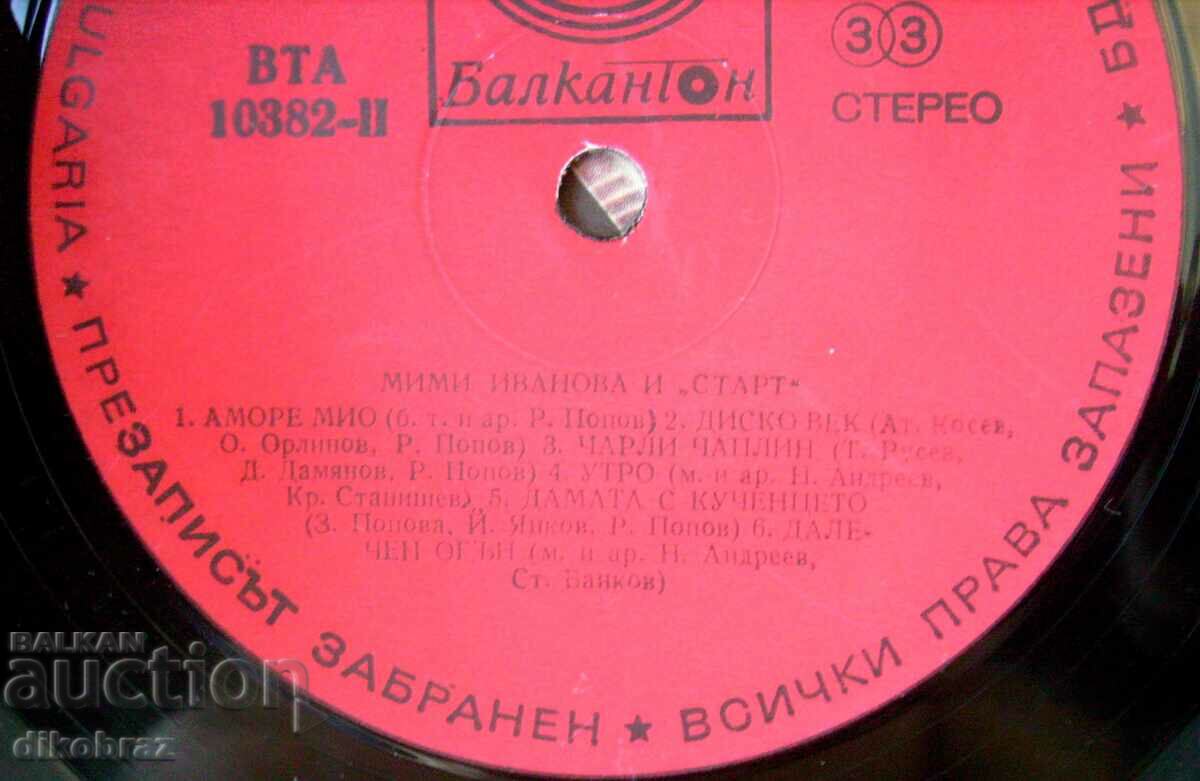 ВТА
10382-II
БалканТон
33
СТЕРЕО
МИМИ ИВАНОВА И „СТАРТ“
1. АМОРЕ МИО (б. т. и ар. Р. Попов) 2. ДИСКО ВЕК (Ат. Косев,
О. Орлинов, Р. Попов) 3. ЧАРЛИ ЧАПЛИН (Т. Русев,
Д. Дамянов, Р. Попов) 4. УТРО (м. и ар. Н. Андреев,
Кр. Станишев) 5. ДАМАТА С КУЧЕНЦЕТО
(З. Попова, Й. Янков, Р. Попов) 6. ДАЛЕ-
ЧЕН ОГЪН (м. и ар. Н. Андреев,
Ст. Банков)
ULGARIA ★ ПРЕЗАПИСЪТ ЗАБРАНЕН ★ ВСИЧКИ ПРАВА ЗАПАЗЕНИ ★
BALKAN
auction
dikobraz